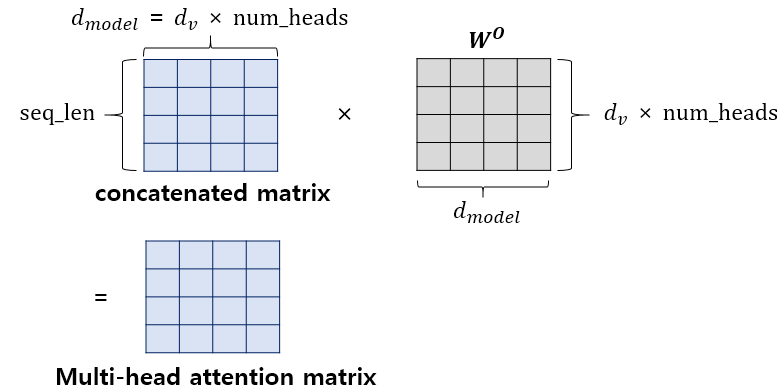 d_model = d_v × num_heads
W^O
seq_len
×
d_v × num_heads
concatenated matrix
d_model
=
Multi-head attention matrix